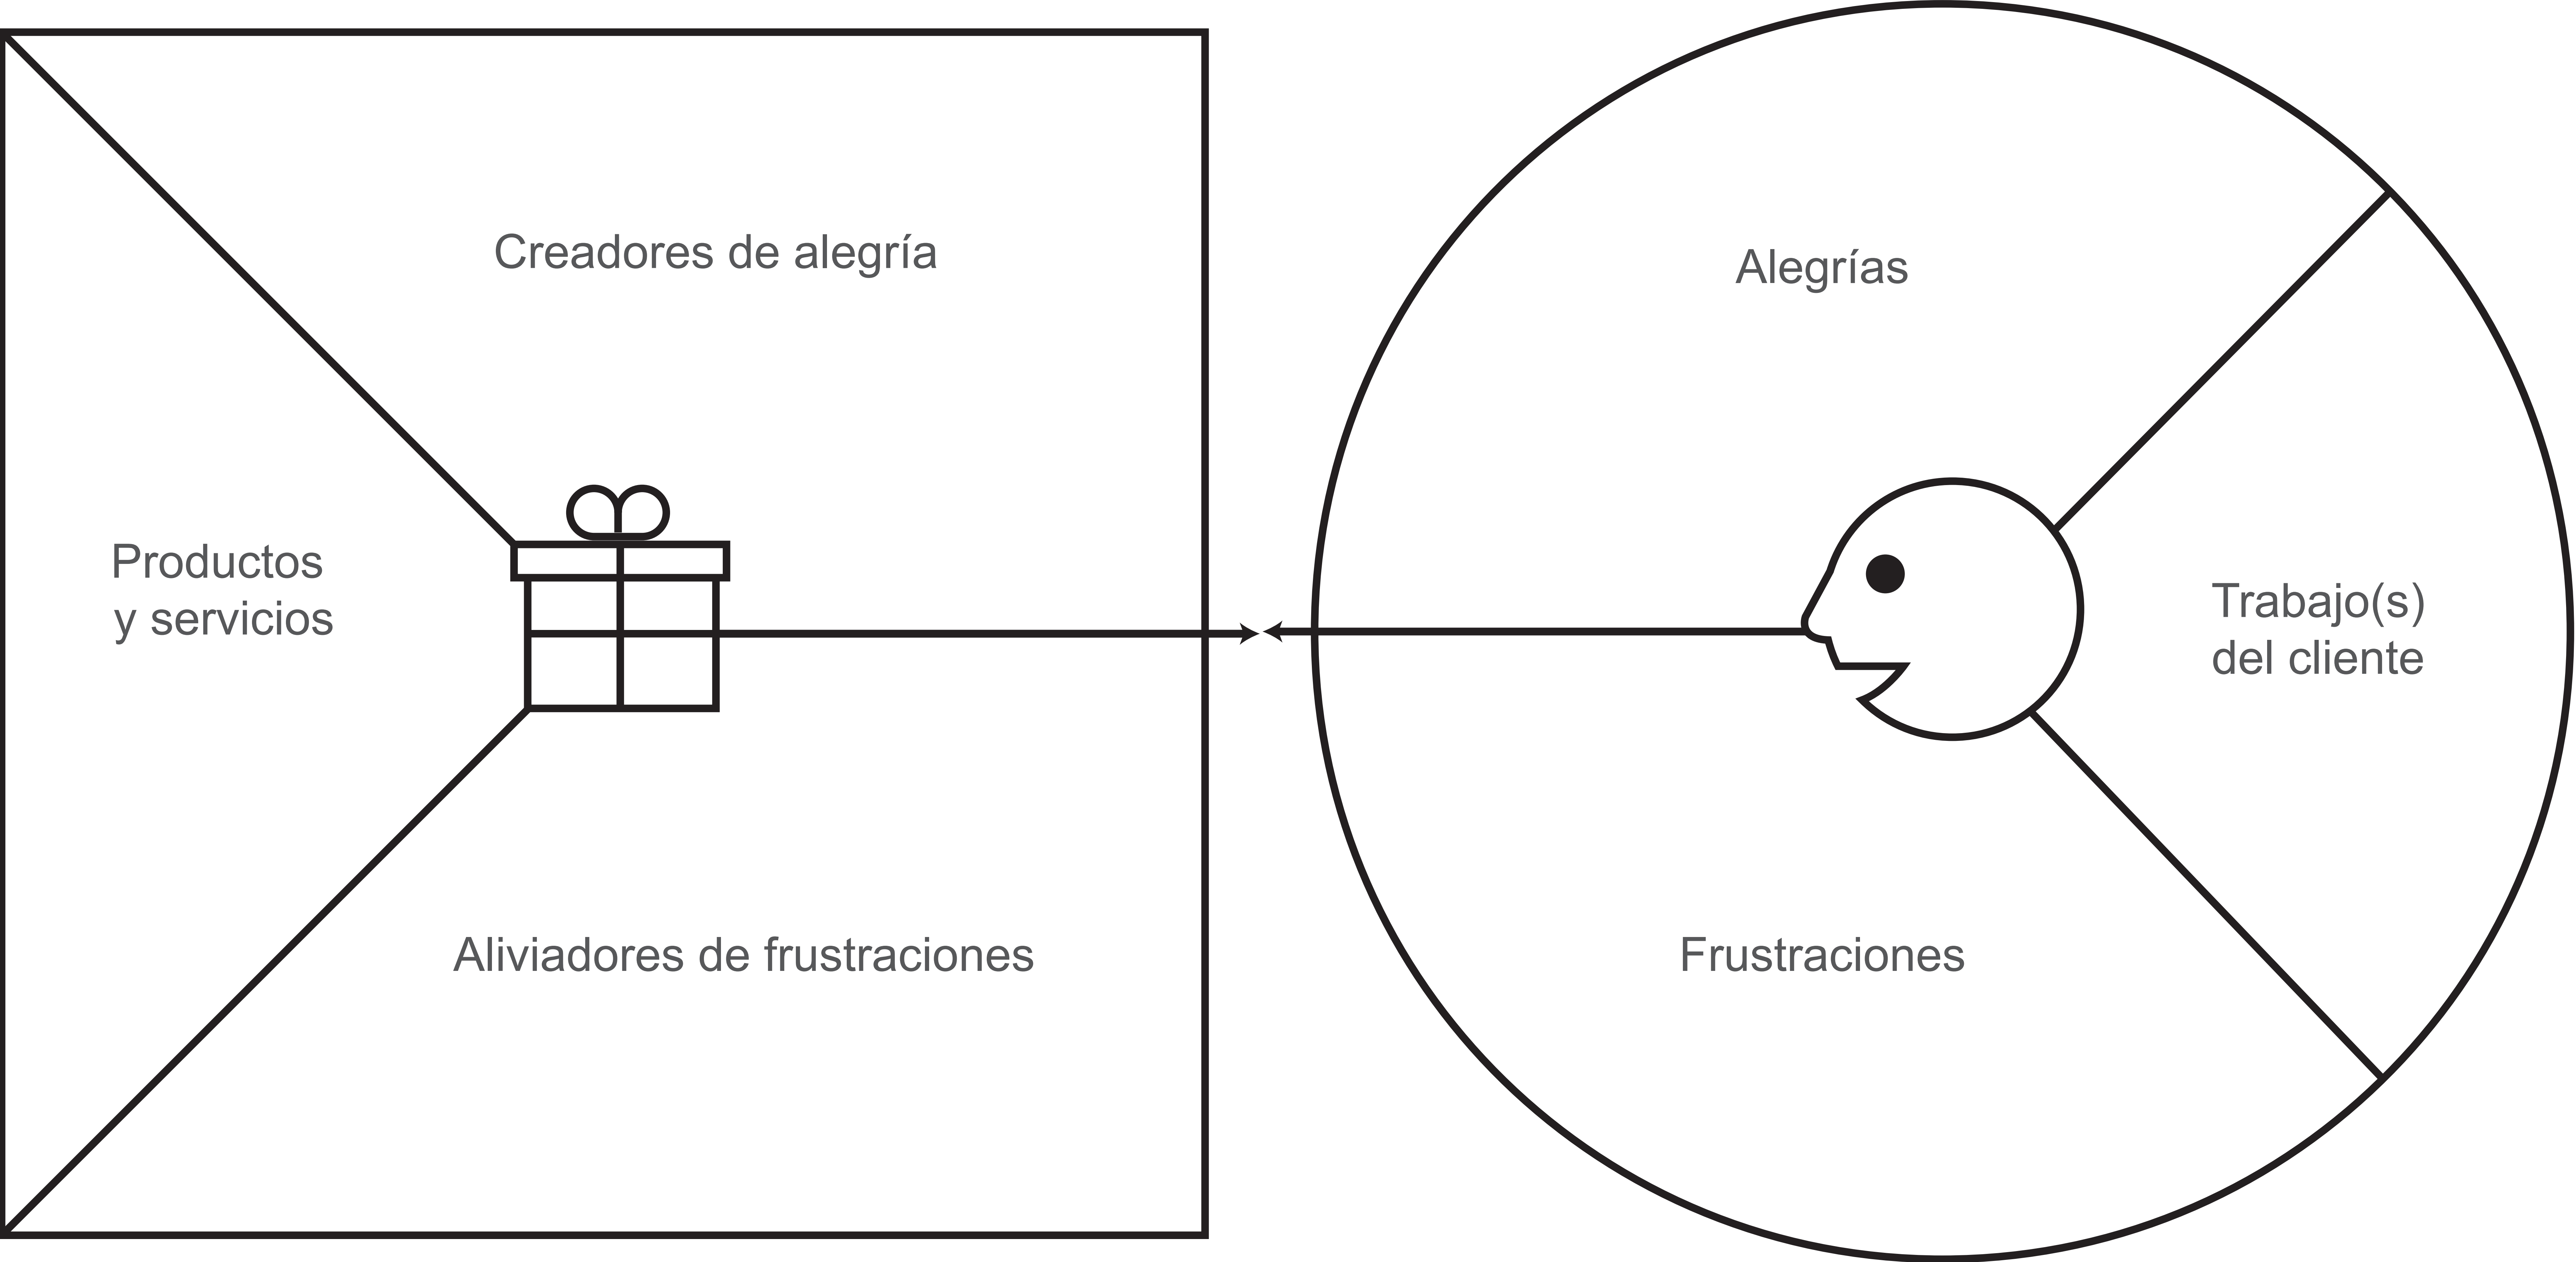 Creadores de alegría
Productos
y servicios
Aliviadores de frustraciones
Alegrías
Trabajo(s)
del cliente
Frustraciones